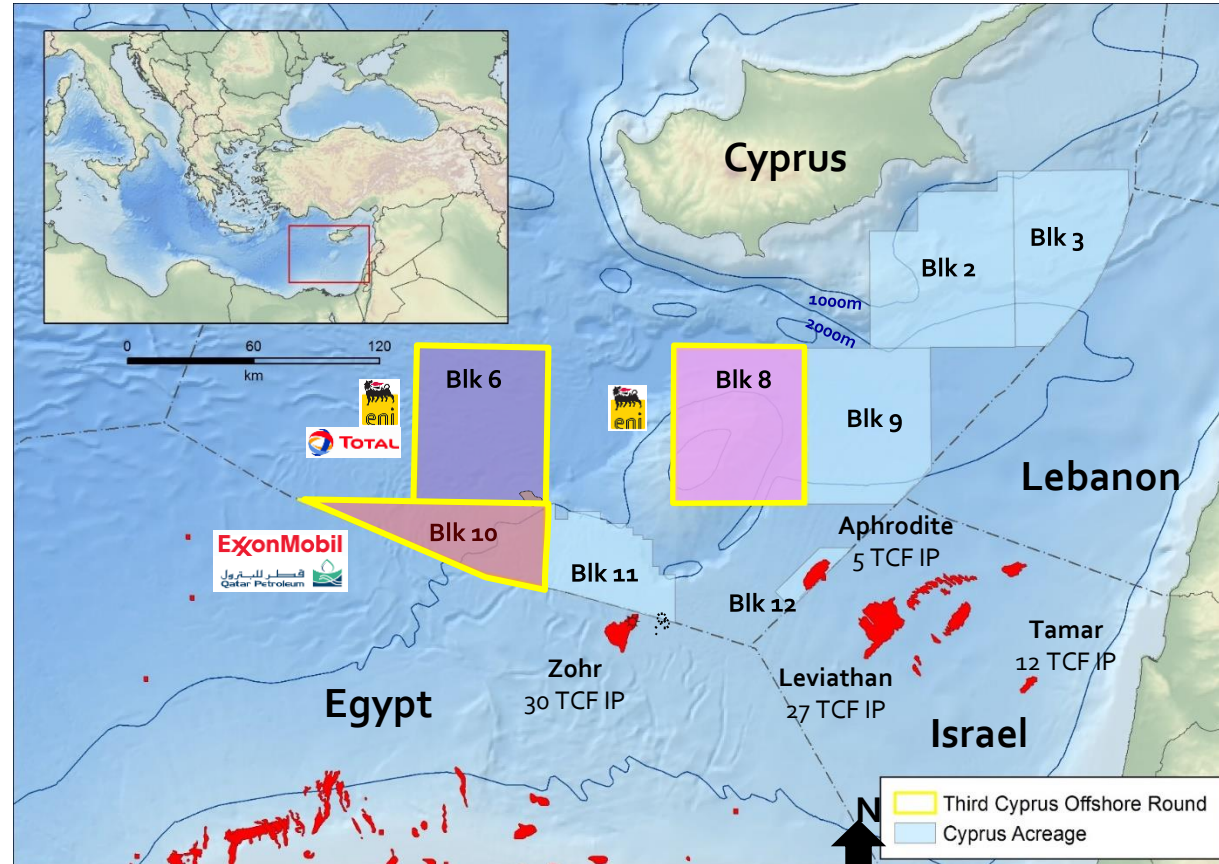 Cyprus
Blk 3
Blk 2
1000m
2000m
0 60 120
km
Blk 6
Blk 8
eni
eni
TOTAL
Blk 9
Lebanon
Blk 10
Aphrodite
5 TCF IP
ExxonMobil
قطر للبترول
Qatar Petroleum
Blk 11
Blk 12
Tamar
12 TCF IP
Zohr
30 TCF IP
Leviathan
27 TCF IP
Egypt
Israel
N
Third Cyprus Offshore Round
Cyprus Acreage